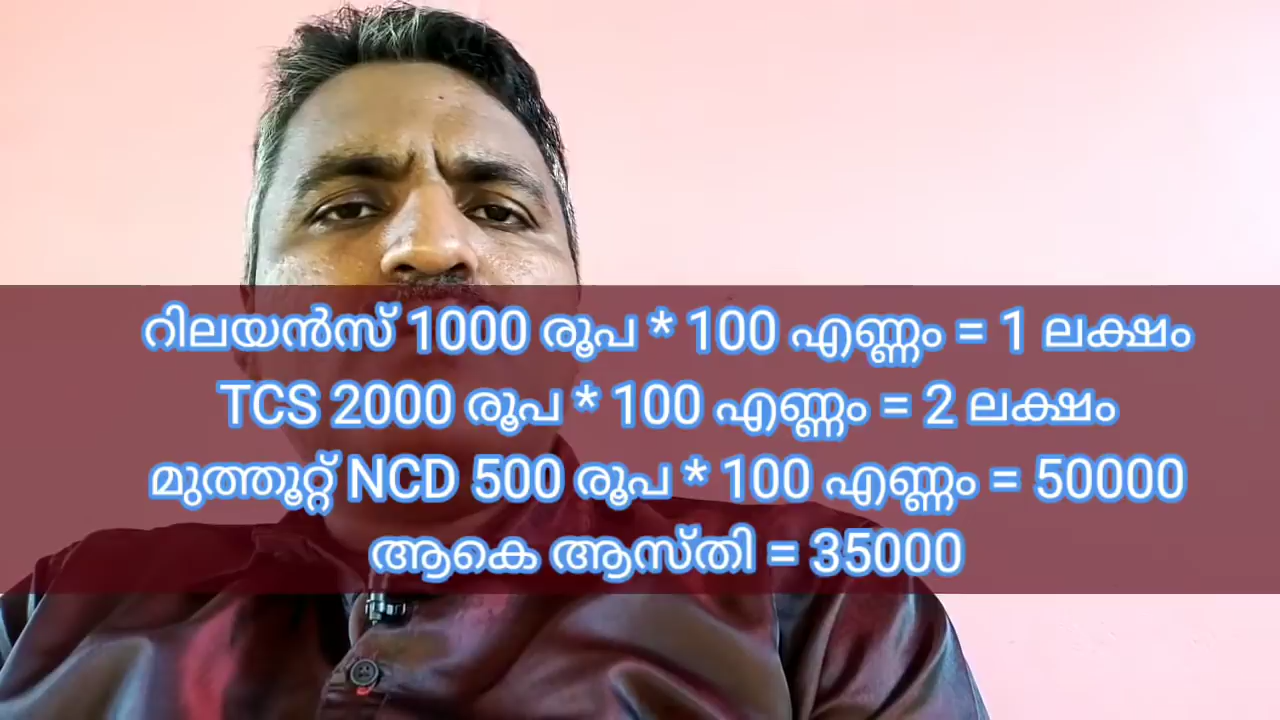 റിലയൻസ് 1000 രൂപ * 100 എണ്ണം = 1 ലക്ഷം
TCS 2000 രൂപ * 100 എണ്ണം = 2 ലക്ഷം
മുത്തൂറ്റ് NCD 500 രൂപ * 100 എണ്ണം = 50000
ആകെ ആസ്തി = 35000